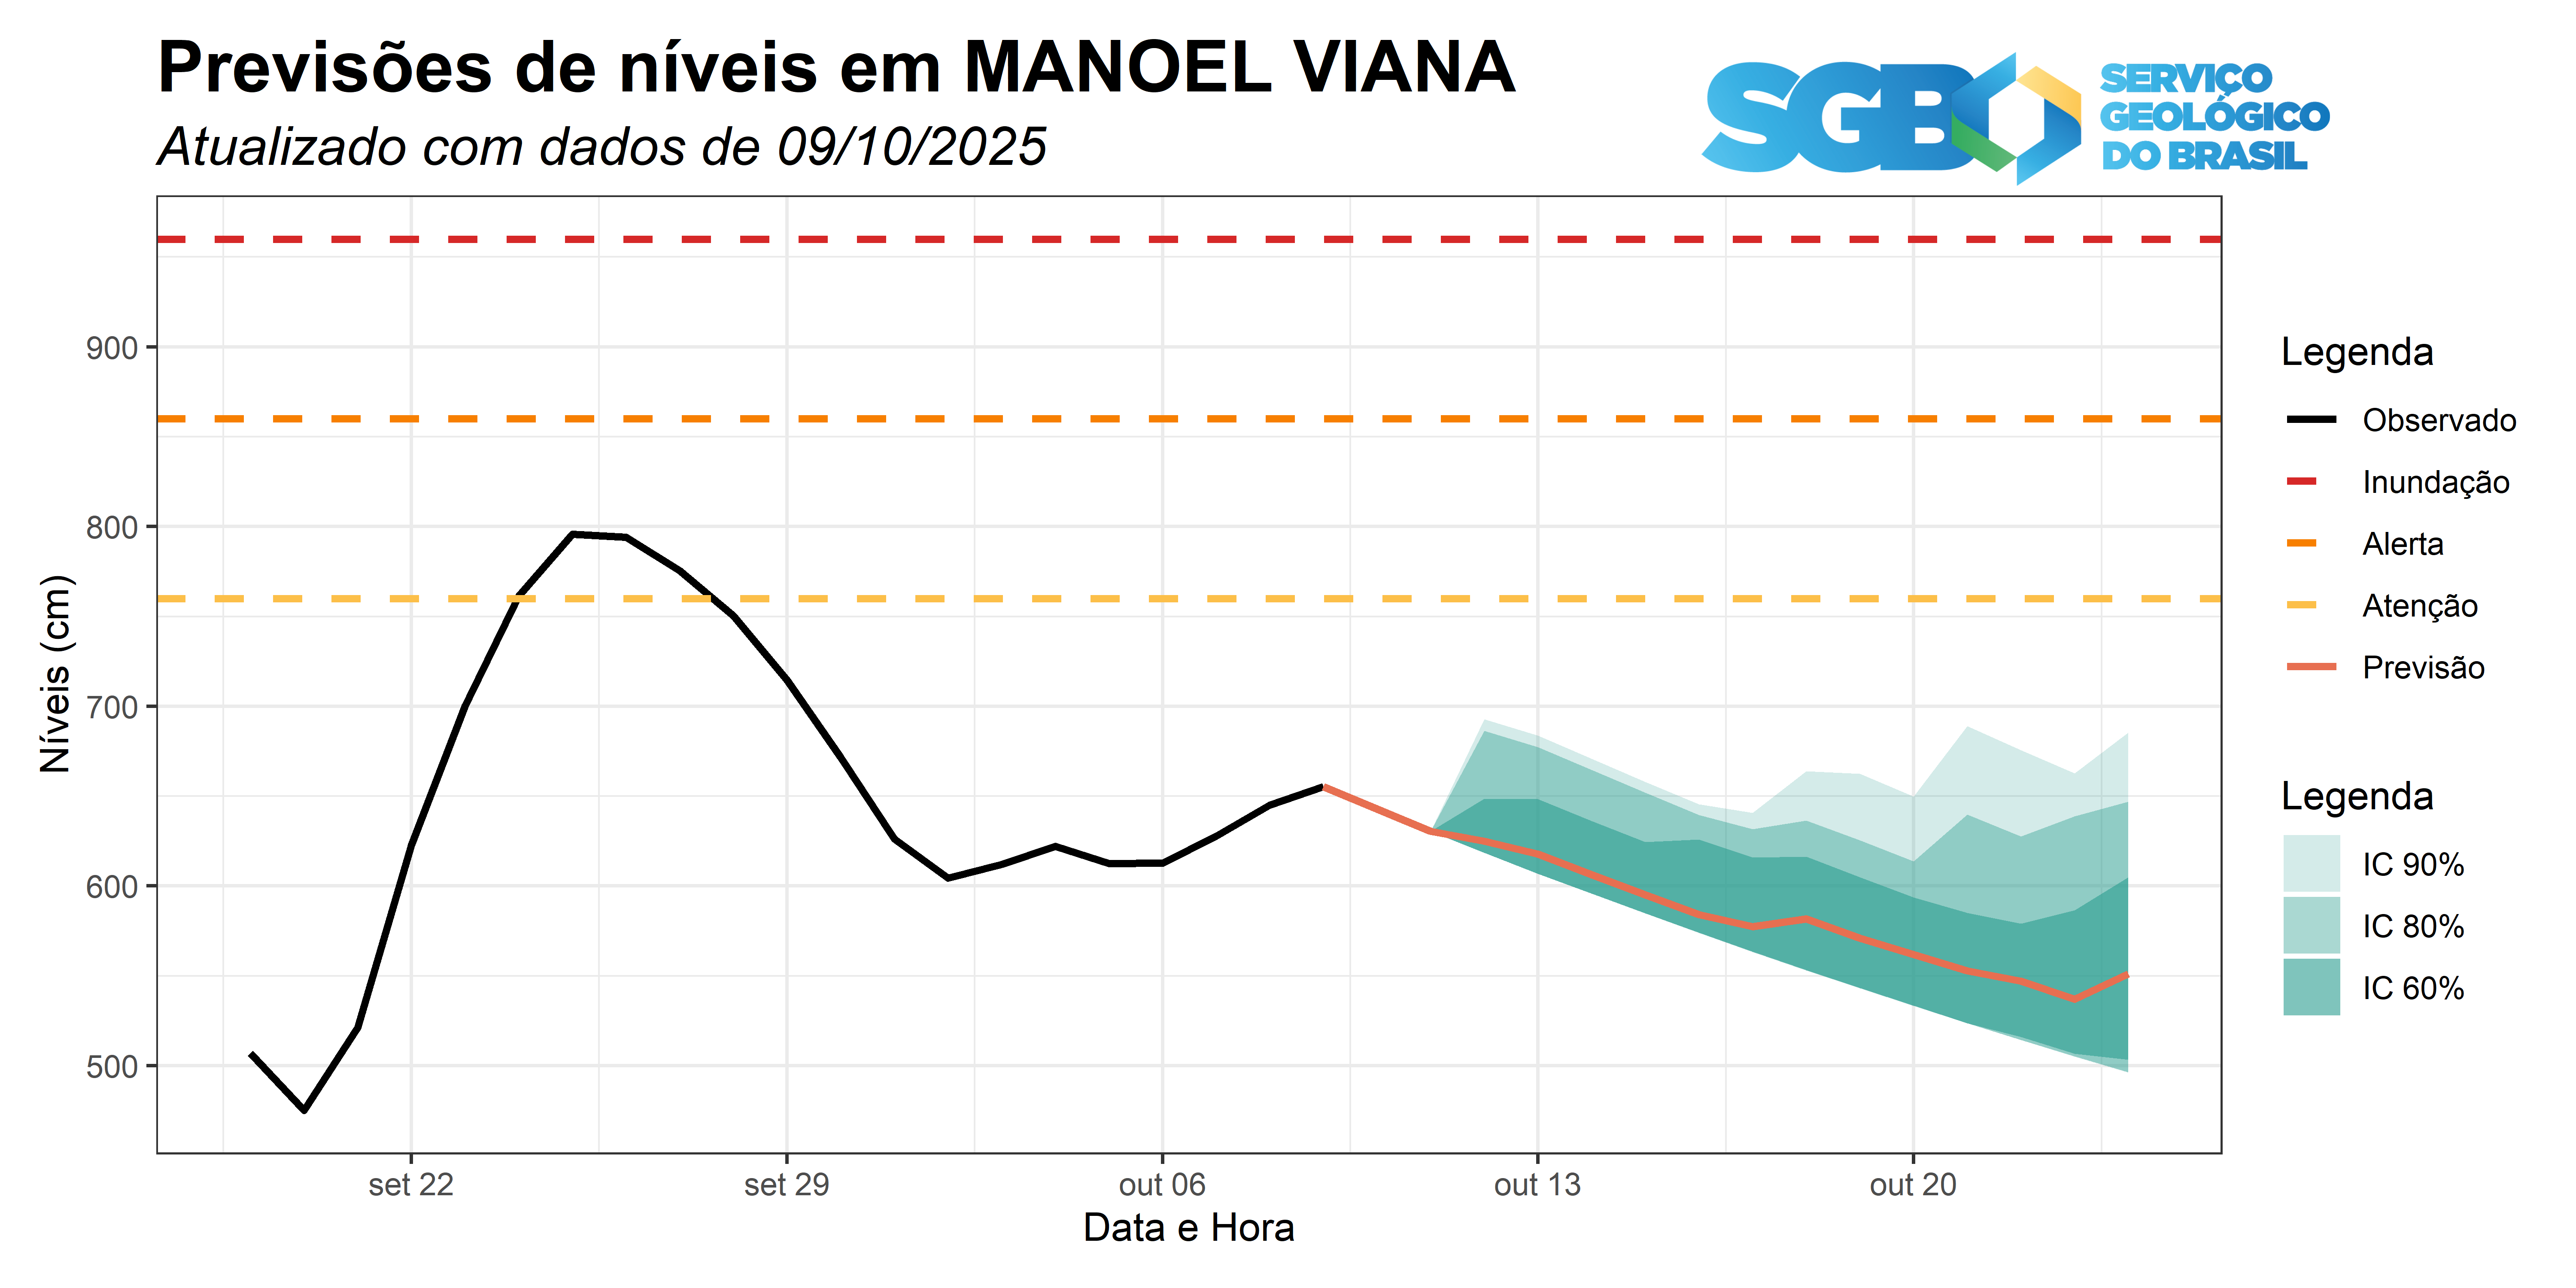 Previsões de níveis em MANOEL VIANA
Atualizado com dados de 09/10/2025
SGB
SERVIÇO
GEOLÓGICO
DO BRASIL
Níveis (cm)
900
800
700
600
500
set 22
set 29
out 06
out 13
out 20
Data e Hora
Legenda
Observado
Inundação
Alerta
Atenção
Previsão
Legenda
IC 90%
IC 80%
IC 60%